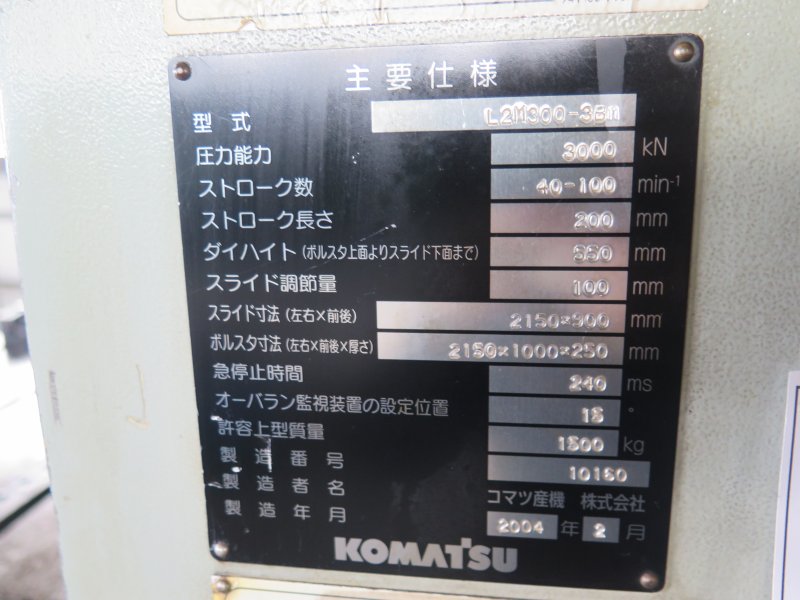 主要仕様
型式 L2M300-3BM
圧力能力 3000 kN
ストローク数 40-100 min-1
ストローク長さ 200 mm
ダイハイト (ボルスタ上面よりスライド下面まで) 350 mm
スライド調節量 100 mm
スライド寸法 (左右×前後) 2150×900 mm
ボルスタ寸法 (左右×前後×厚さ) 2150×1000×250 mm
急停止時間 240 ms
オーバラン監視装置の設定位置 15 °
許容上型質量 1500 kg
製造番号 10160
製造者名 コマツ産機 株式会社
製造年月 2004 年 2 月
KOMATSU